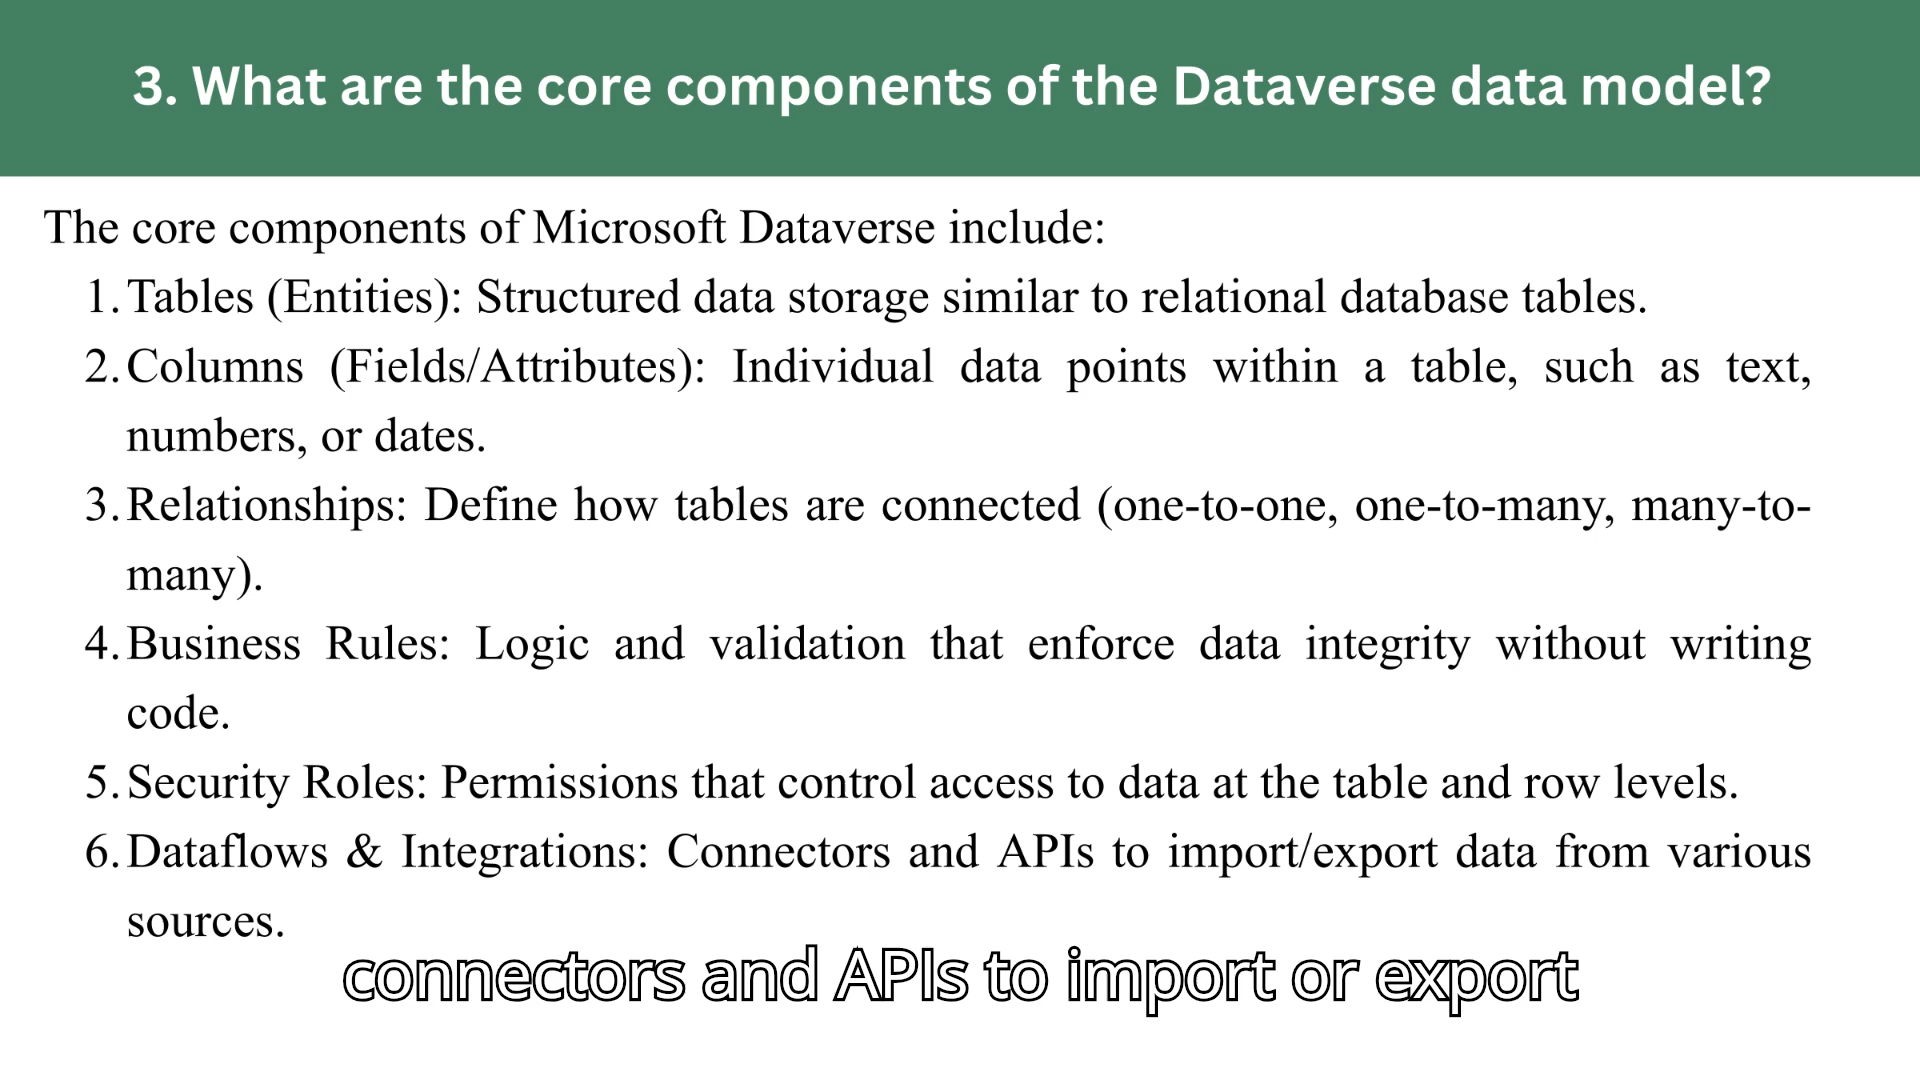 3. What are the core components of the Dataverse data model?
The core components of Microsoft Dataverse include:
1. Tables (Entities): Structured data storage similar to relational database tables.
2. Columns (Fields/Attributes): Individual data points within a table, such as text,
numbers, or dates.
3. Relationships: Define how tables are connected (one-to-one, one-to-many, many-to-
many).
4. Business Rules: Logic and validation that enforce data integrity without writing
code.
5. Security Roles: Permissions that control access to data at the table and row levels.
6. Dataflows & Integrations: Connectors and APIs to import/export data from various
sources.
connectors and APIs to import or export